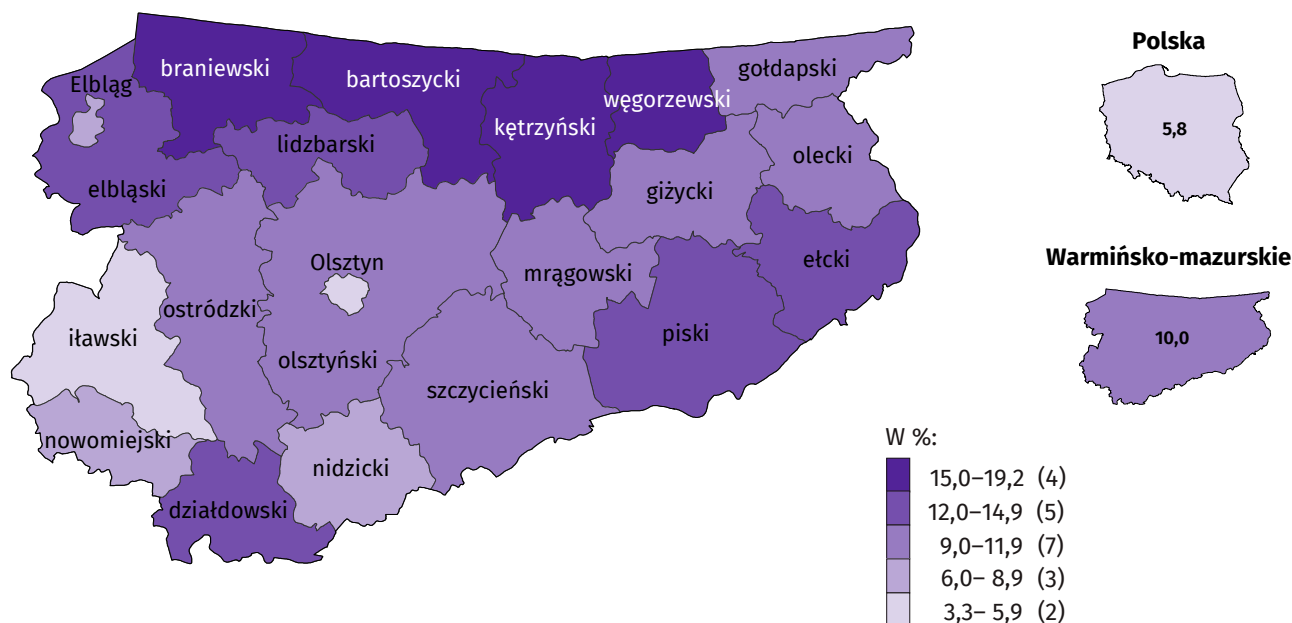 Polska
5,8
Warmińsko-mazurskie
10,0
Elbląg
braniewski
bartoszycki
kętrzyński
węgorzewski
gołdapski
lidzbarski
elbląski
olecki
giżycki
Olsztyn
mrągowski
ełcki
ostródzki
iławski
olsztyński
piski
szczycieński
nowomiejski
nidzicki
działdowski
W %:
15,0–19,2 (4)
12,0–14,9 (5)
9,0–11,9 (7)
6,0– 8,9 (3)
3,3– 5,9 (2)